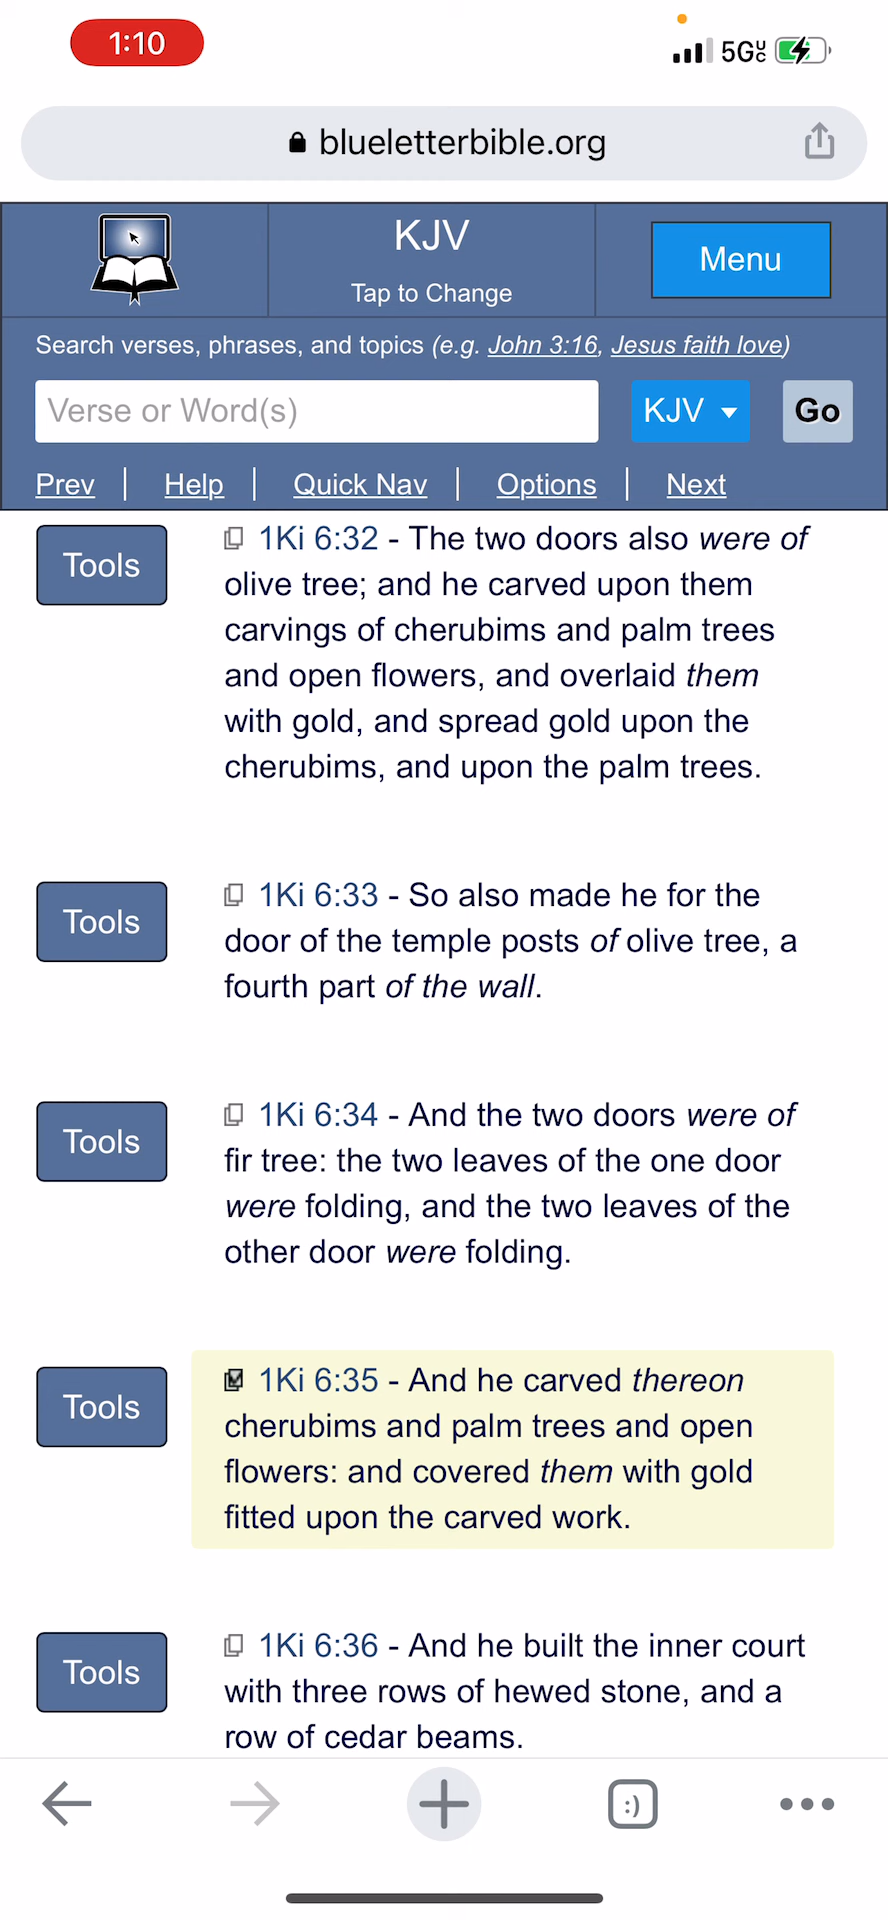 1:10
5G UC
blueletterbible.org
KJV
Tap to Change
Menu
Search verses, phrases, and topics (e.g. John 3:16, Jesus faith love)
Verse or Word(s)
KJV
Go
Prev | Help | Quick Nav | Options | Next
Tools
1Ki 6:32 - The two doors also were of
olive tree; and he carved upon them
carvings of cherubims and palm trees
and open flowers, and overlaid them
with gold, and spread gold upon the
cherubims, and upon the palm trees.
Tools
1Ki 6:33 - So also made he for the
door of the temple posts of olive tree, a
fourth part of the wall.
Tools
1Ki 6:34 - And the two doors were of
fir tree: the two leaves of the one door
were folding, and the two leaves of the
other door were folding.
Tools
1Ki 6:35 - And he carved thereon
cherubims and palm trees and open
flowers: and covered them with gold
fitted upon the carved work.
Tools
1Ki 6:36 - And he built the inner court
with three rows of hewed stone, and a
row of cedar beams.
:)